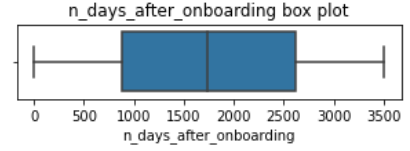 n_days_after_onboarding box plot
0 500 1000 1500 2000 2500 3000 3500
n_days_after_onboarding